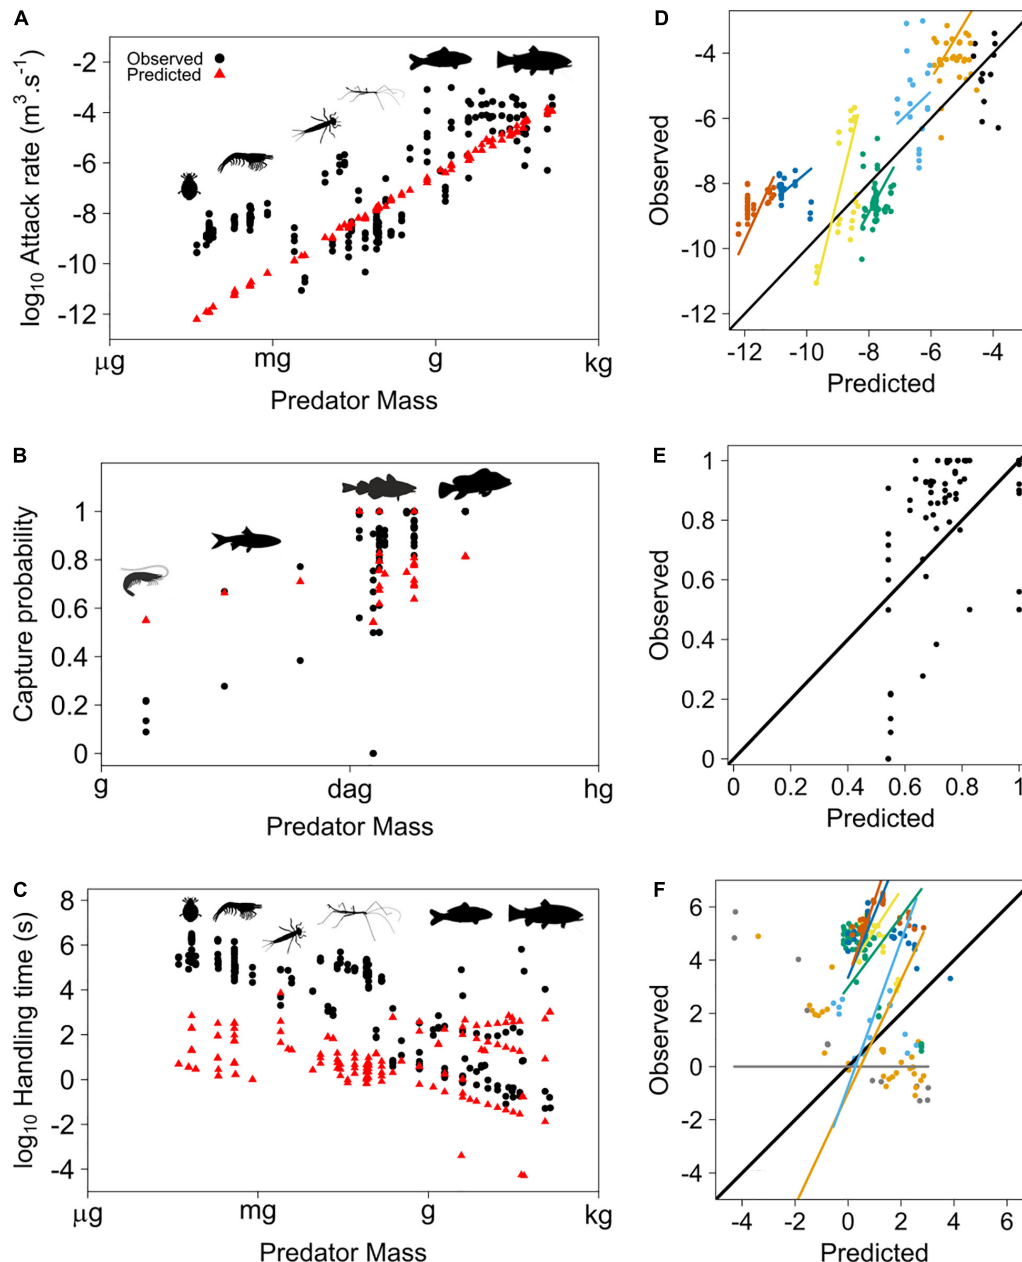 A
log10 Attack rate (m³.s⁻¹)
-2
-4
-6
-8
-10
-12
Observed
Predicted
μg
mg
g
kg
Predator Mass
D
Observed
-4
-6
-8
-10
-12
-12
-10
-8
-6
-4
Predicted
B
Capture probability
1
0.8
0.6
0.4
0.2
0
g
dag
hg
Predator Mass
E
Observed
1
0.8
0.6
0.4
0.2
0
0
0.2
0.4
0.6
0.8
1
Predicted
C
log10 Handling time (s)
8
6
4
2
0
-2
-4
μg
mg
g
kg
Predator Mass
F
Observed
6
4
2
0
-2
-4
-4
-2
0
2
4
6
Predicted